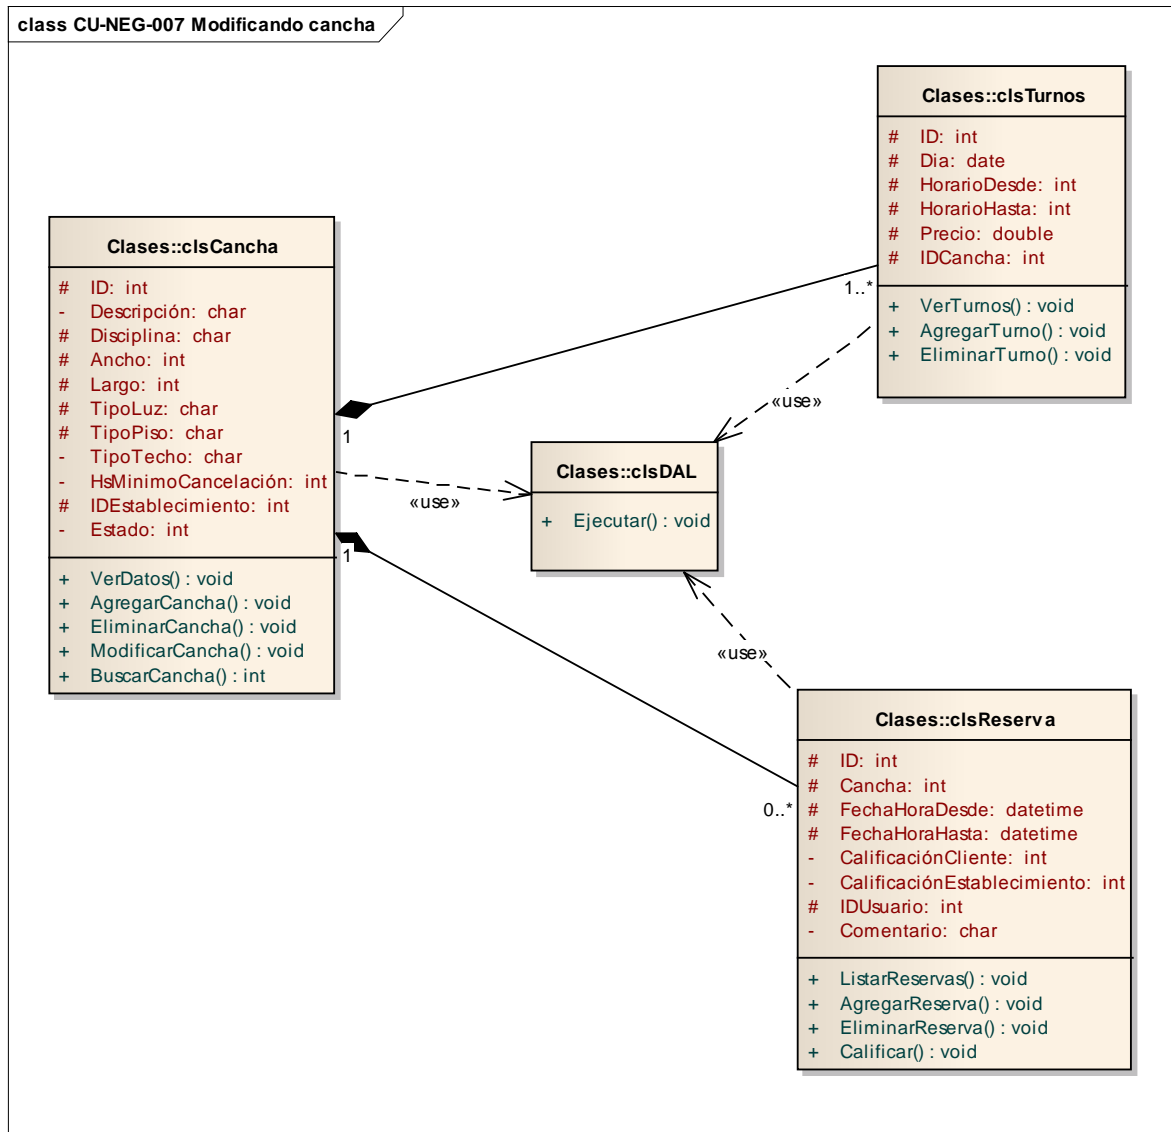 class CU-NEG-007 Modificando cancha
Clases::clsTurnos
# ID: int
# Dia: date
# HorarioDesde: int
# HorarioHasta: int
# Precio: double
# IDCancha: int
+ VerTurnos() : void
+ AgregarTurno() : void
+ EliminarTurno() : void
Clases::clsCancha
# ID: int
- Descripción: char
# Disciplina: char
# Ancho: int
# Largo: int
# TipoLuz: char
# TipoPiso: char
- TipoTecho: char
- HsMinimoCancelación: int
# IDEstablecimiento: int
- Estado: int
+ VerDatos() : void
+ AgregarCancha() : void
+ EliminarCancha() : void
+ ModificarCancha() : void
+ BuscarCancha() : int
1..*
1
«use»
Clases::clsDAL
+ Ejecutar() : void
«use»
1
«use»
0..*
Clases::clsReserva
# ID: int
# Cancha: int
# FechaHoraDesde: datetime
# FechaHoraHasta: datetime
- CalificaciónCliente: int
- CalificaciónEstablecimiento: int
# IDUsuario: int
- Comentario: char
+ ListarReservas() : void
+ AgregarReserva() : void
+ EliminarReserva() : void
+ Calificar() : void